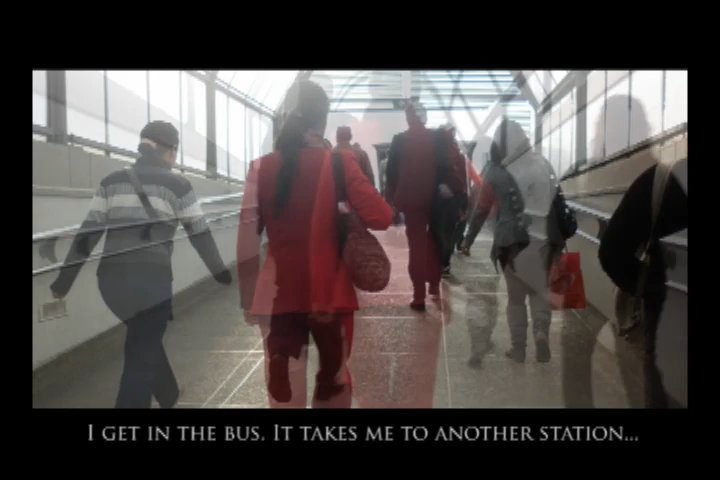 I GET IN THE BUS. IT TAKES ME TO ANOTHER STATION...